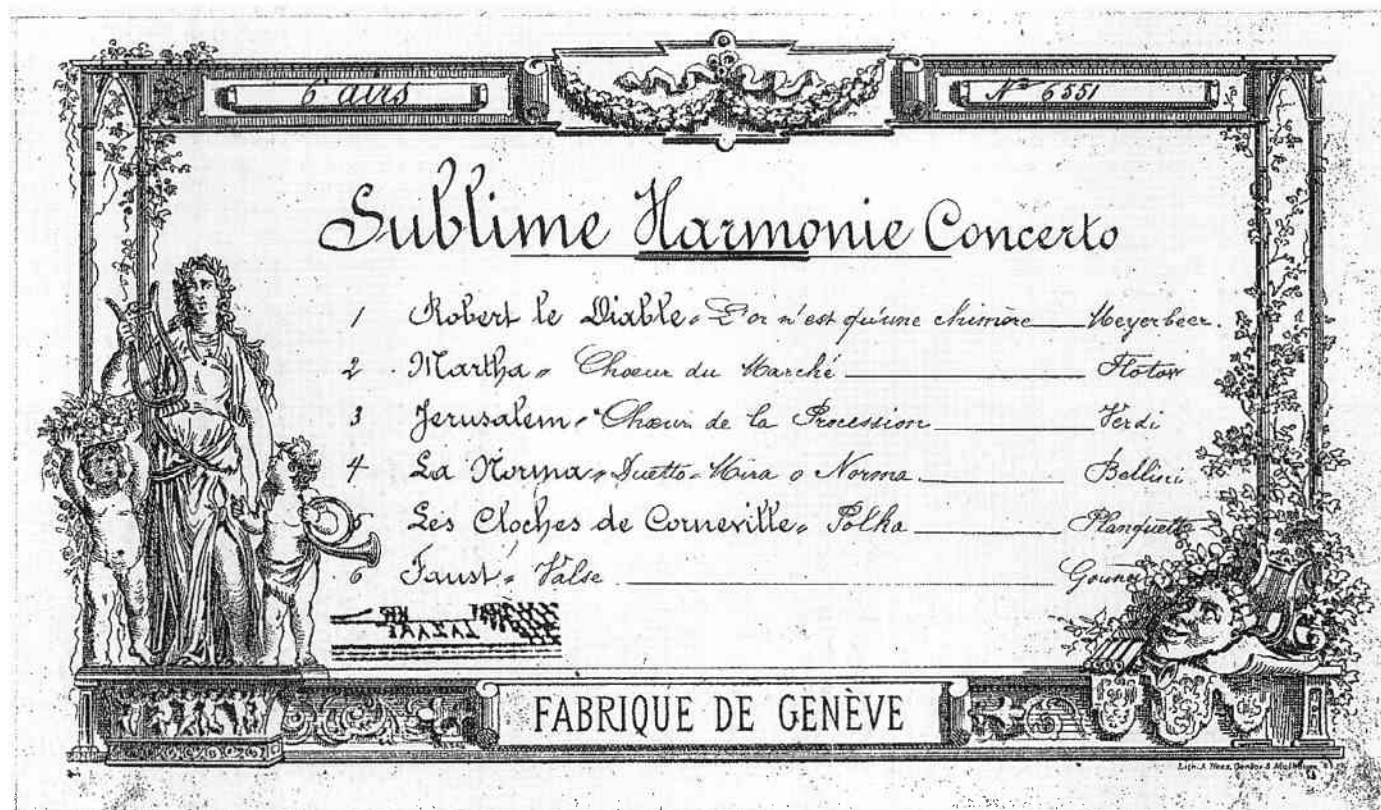 6 airs
Nº 6551
Sublime Harmonie Concerto
1 Robert le Diable " L'or n'est qu'une chimère Meyerbeer.
2 Martha " Choeur du Marché Flotow
3 Jerusalem " Chœur de la Procession Verdi
4 La Norma " Duetto - Mira o Norma Bellini
5 Les Cloches de Corneville " Polka Planquette
6 Faust " Valse Gounod
FABRIQUE DE GENÈVE
Lith. A. Genève